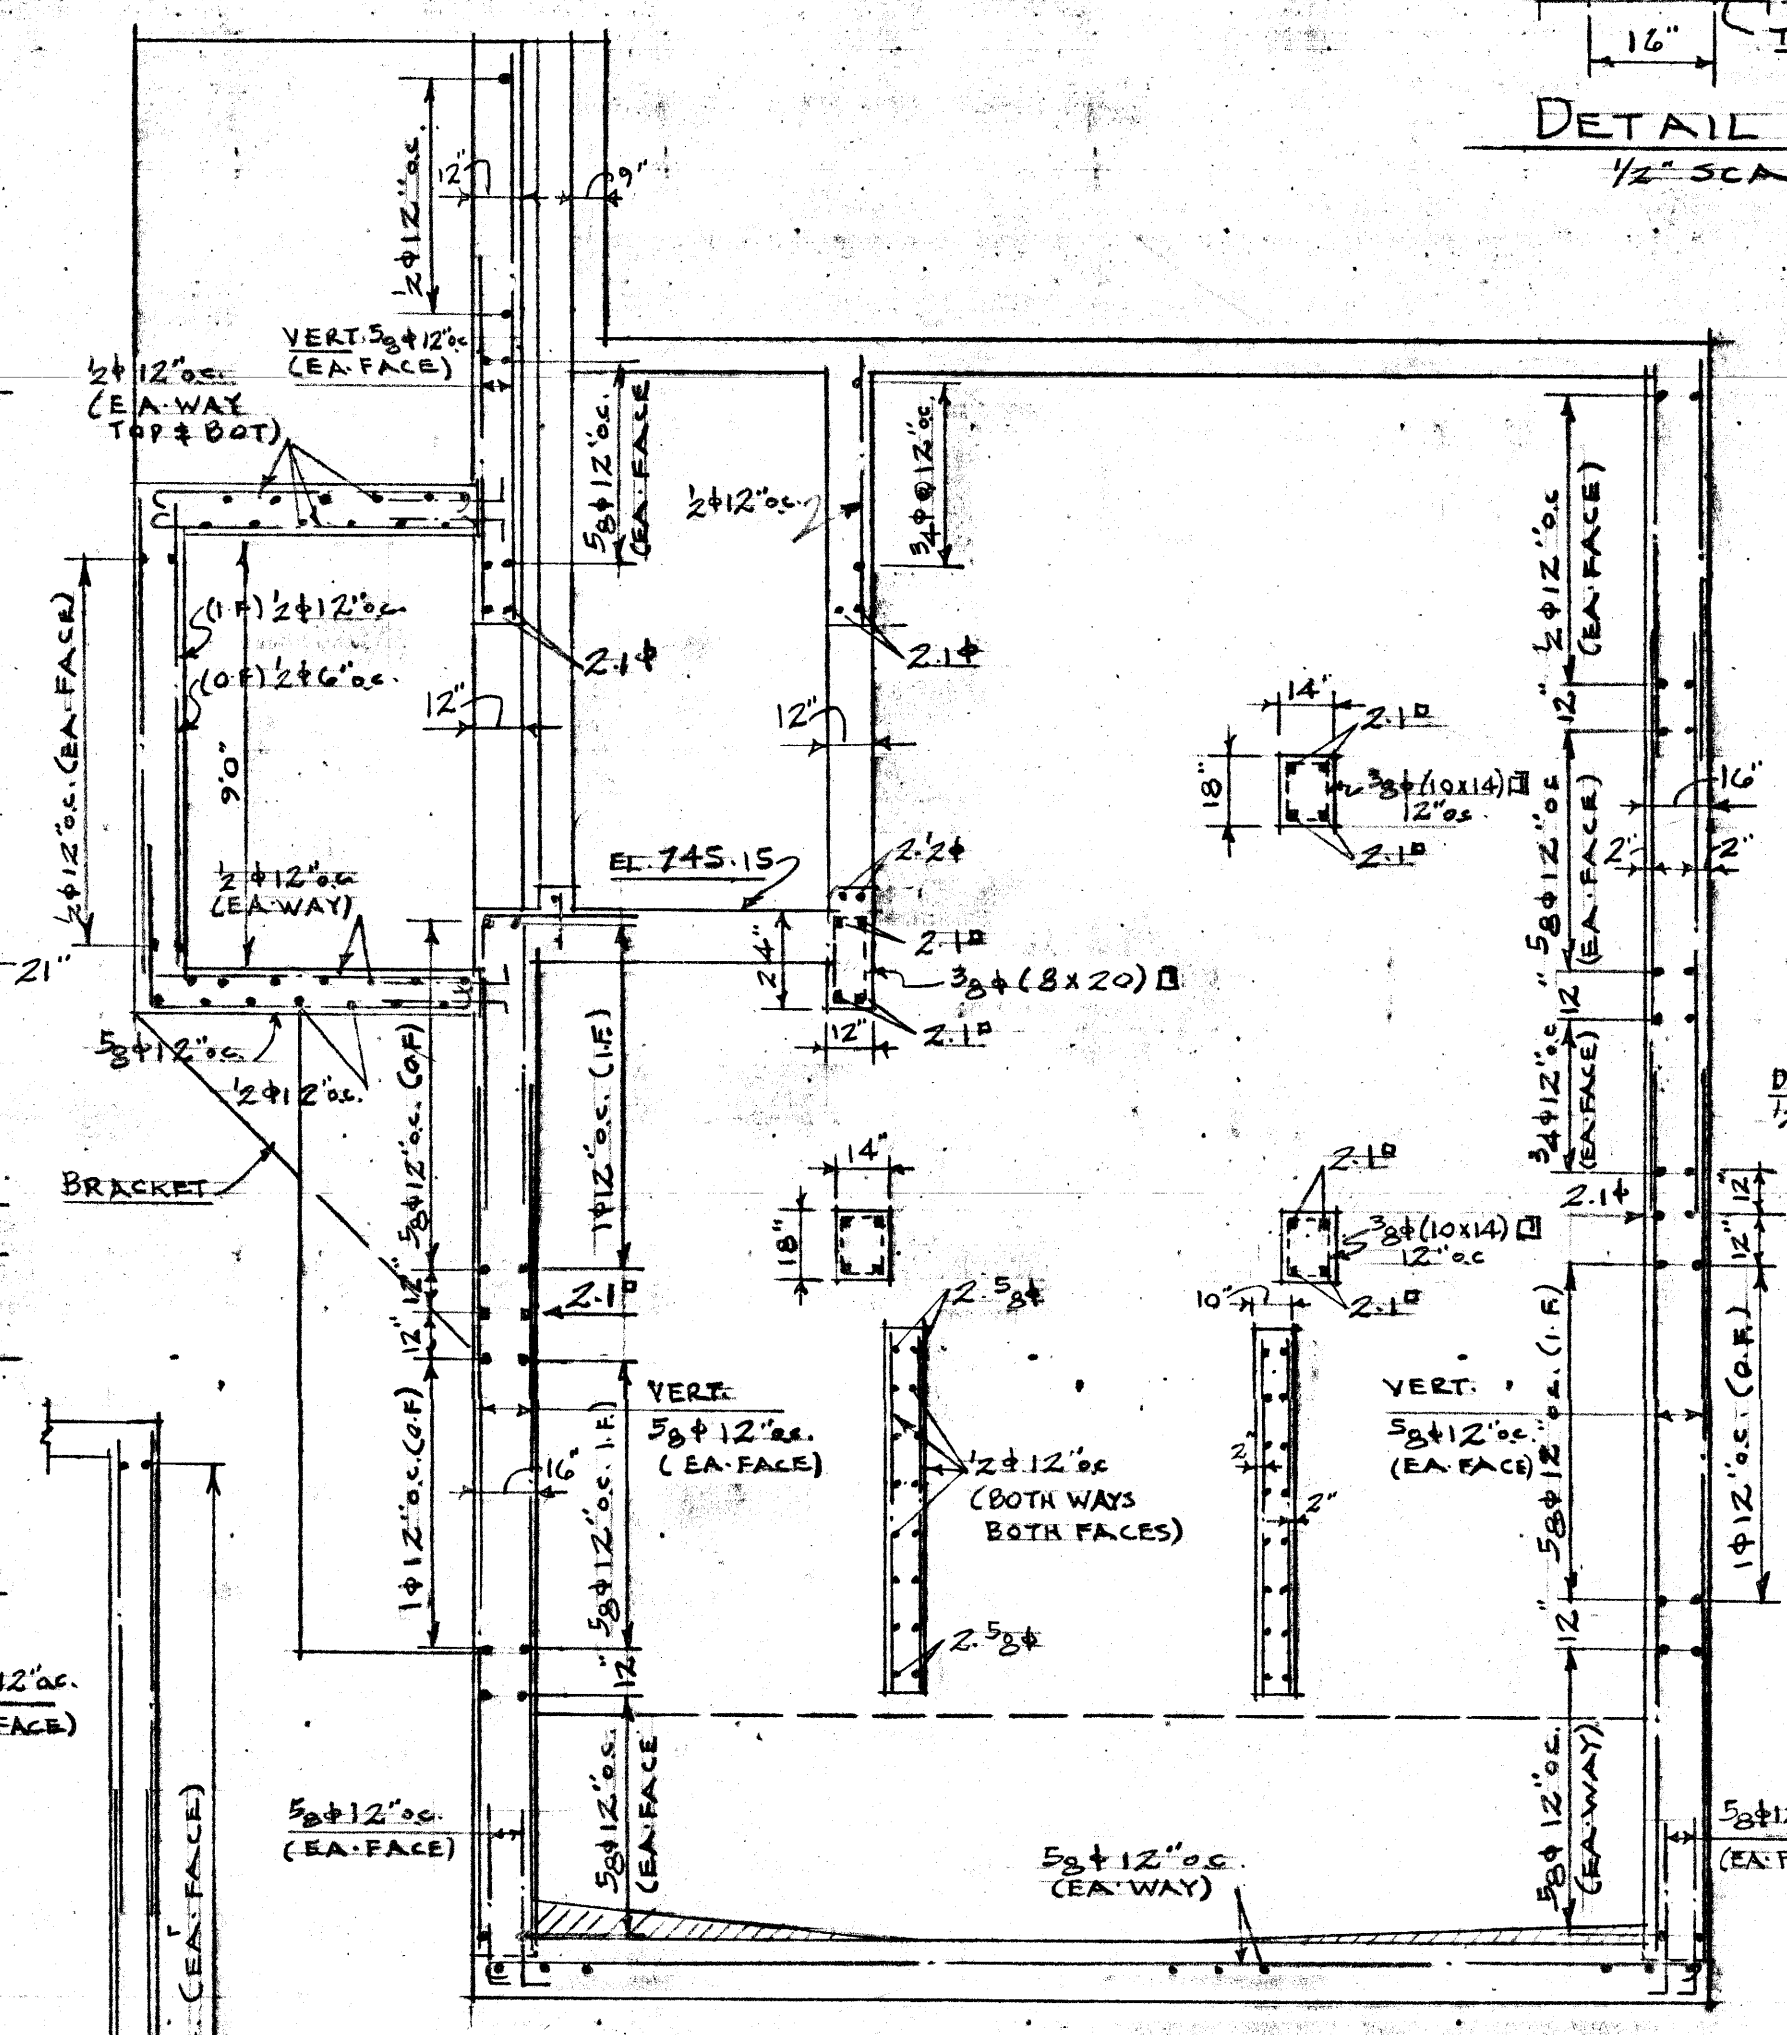 16"
DETAIL
1/2" SCA
1/2φ12"o.c.
12"
9"
VERT. 5/8φ12"o.c.
(EA. FACE)
1/2φ12"o.c.
(EA. WAY
TOP & BOT)
5/8φ12"o.c.
(EA. FACE
1/2φ12"o.c.
3/4φ@12"o.c.
1/2φ12"o.c
(EA. FACE)
1/2φ12"o.c. (EA. FACE)
(I.F) 1/2φ12"o.c.
(O.F) 1/2φ6"o.c.
9'0"
2.1φ
2.1φ
12"
12"
12"
14"
2.1□
18"
3/8φ(10x14)□
12"o.c.
2.1□
16"
2"
2"
5/8φ12"o.c
(EA. FACE)
EL. 745.15
2.1/2φ
1/2φ12"o.c.
(EA. WAY)
24"
2.1□
3/8φ(8x20)□
2.1□
12"
21"
12"
5/8φ12"o.c.
1/2φ12"o.c.
5/8φ12"o.c. (O.F)
1φ12"o.c. (I.F.)
3/4φ12"o.c.
(EA. FACE)
BRACKET
14"
18"
2.1□
3/8φ(10x14)□
12"o.c
2.1□
2.1φ
12"
12"
12"
12"
2.1□
2.5/8φ
10"
VERT.
5/8φ12"o.c.
(EA. FACE)
16"
1φ12"o.c. (O.F)
5/8φ12"o.c. I.F.)
1/2φ12"o.c
(BOTH WAYS
BOTH FACES)
2"
2"
VERT.
5/8φ12"o.c.
(EA. FACE)
5/8φ12"o.c. (I.F.)
1φ12"o.c. (O.F.)
2.5/8φ
12"
12"
12"o.c.
FACE)
(EA. FACE)
5/8φ12"o.c.
(EA. FACE)
5/8φ12"o.c.
(EA. FACE
5/8φ12"o.c.
(EA. WAY)
5/8φ12"o.c.
(EA. WAY)
5/8φ12
(EA. F